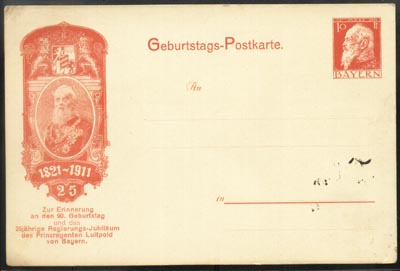 Geburtstags-Postkarte.
10 Pf
BAYERN
An
in
1821-1911
25
Zur Erinnerung
an den 90. Geburtstag
und das
25jährige Regierungs-Jubiläum
des Prinzregenten Luitpold
von Bayern.